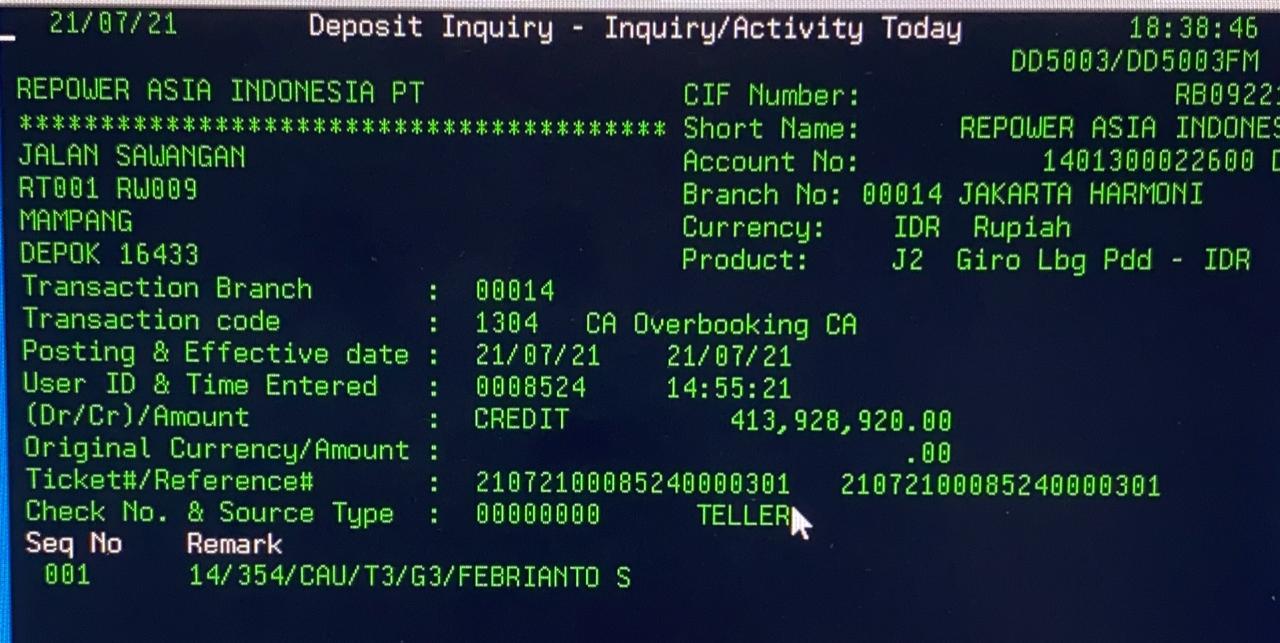 21/07/21 Deposit Inquiry - Inquiry/Activity Today 18:38:46
DD5003/DD5003FM
REPOWER ASIA INDONESIA PT CIF Number: RB0922
**************************************** Short Name: REPOWER ASIA INDONES
JALAN SAWANGAN Account No: 1401300022600 D
RT001 RW009 Branch No: 00014 JAKARTA HARMONI
MAMPANG Currency: IDR Rupiah
DEPOK 16433 Product: J2 Giro Lbg Pdd - IDR
Transaction Branch : 00014
Transaction code : 1304 CA Overbooking CA
Posting & Effective date : 21/07/21 21/07/21
User ID & Time Entered : 0008524 14:55:21
(Dr/Cr)/Amount : CREDIT 413,928,920.00
Original Currency/Amount : .00
Ticket#/Reference# : 21072100085240000301 21072100085240000301
Check No. & Source Type : 00000000 TELLER
Seq No Remark
001 14/354/CAU/T3/G3/FEBRIANTO S